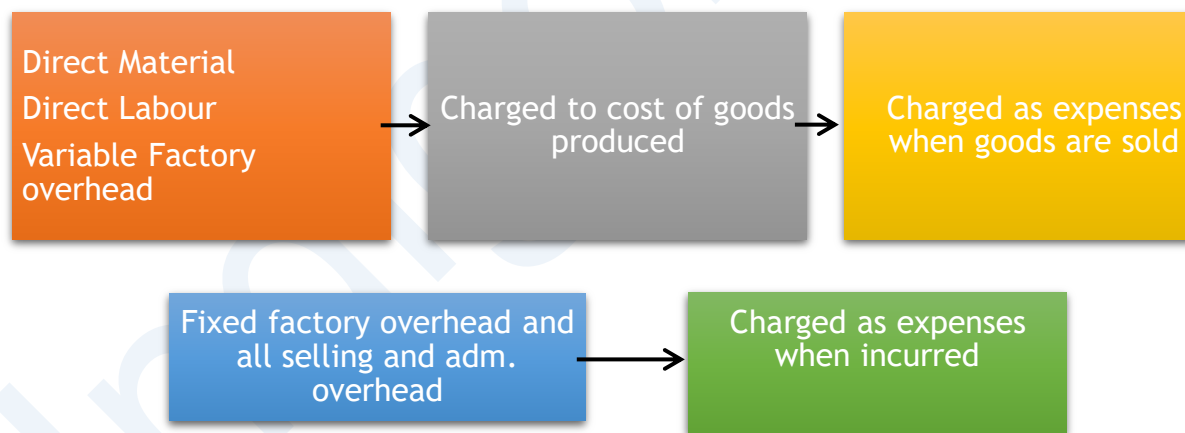 Direct Material
Direct Labour
Variable Factory
overhead
Charged to cost of goods
produced
Charged as expenses
when goods are sold
Fixed factory overhead and
all selling and adm.
overhead
Charged as expenses
when incurred